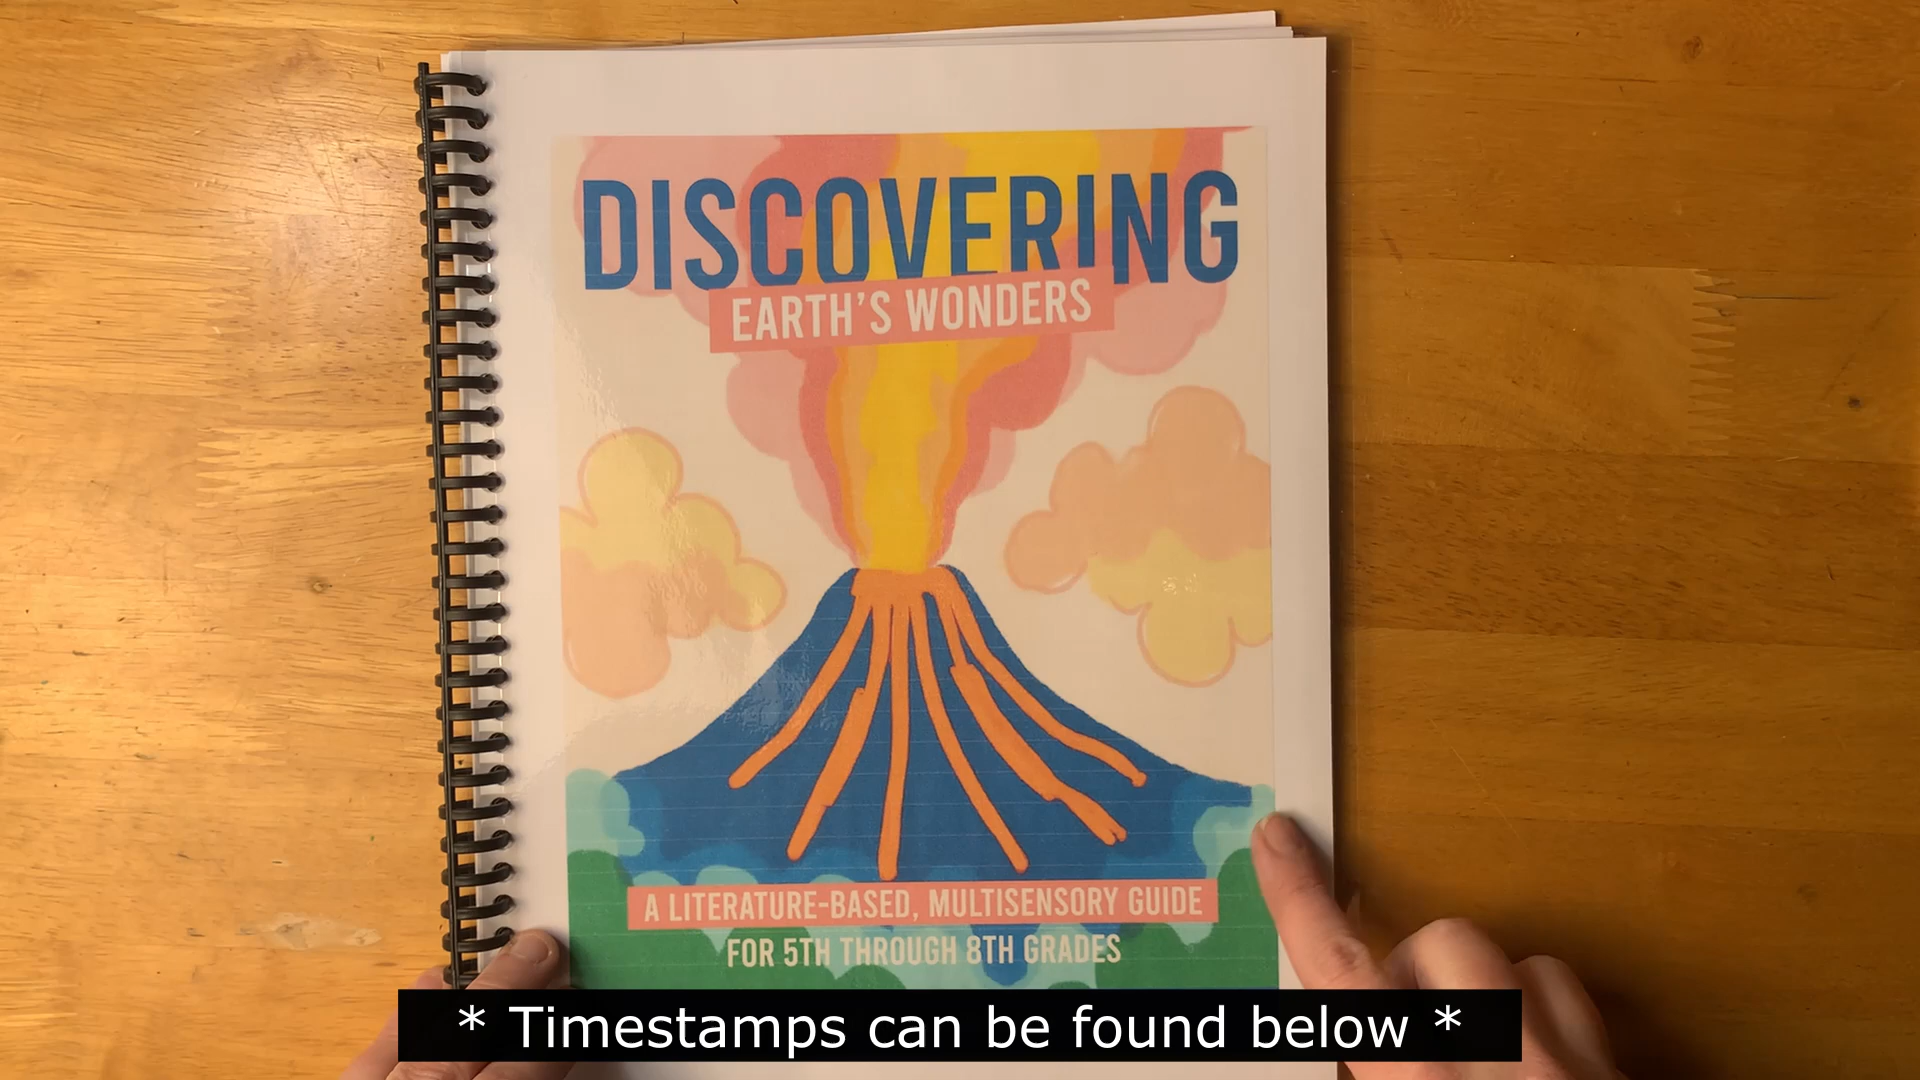 DISCOVERING
EARTH'S WONDERS
A LITERATURE-BASED, MULTISENSORY GUIDE
FOR 5TH THROUGH 8TH GRADES
* Timestamps can be found below *